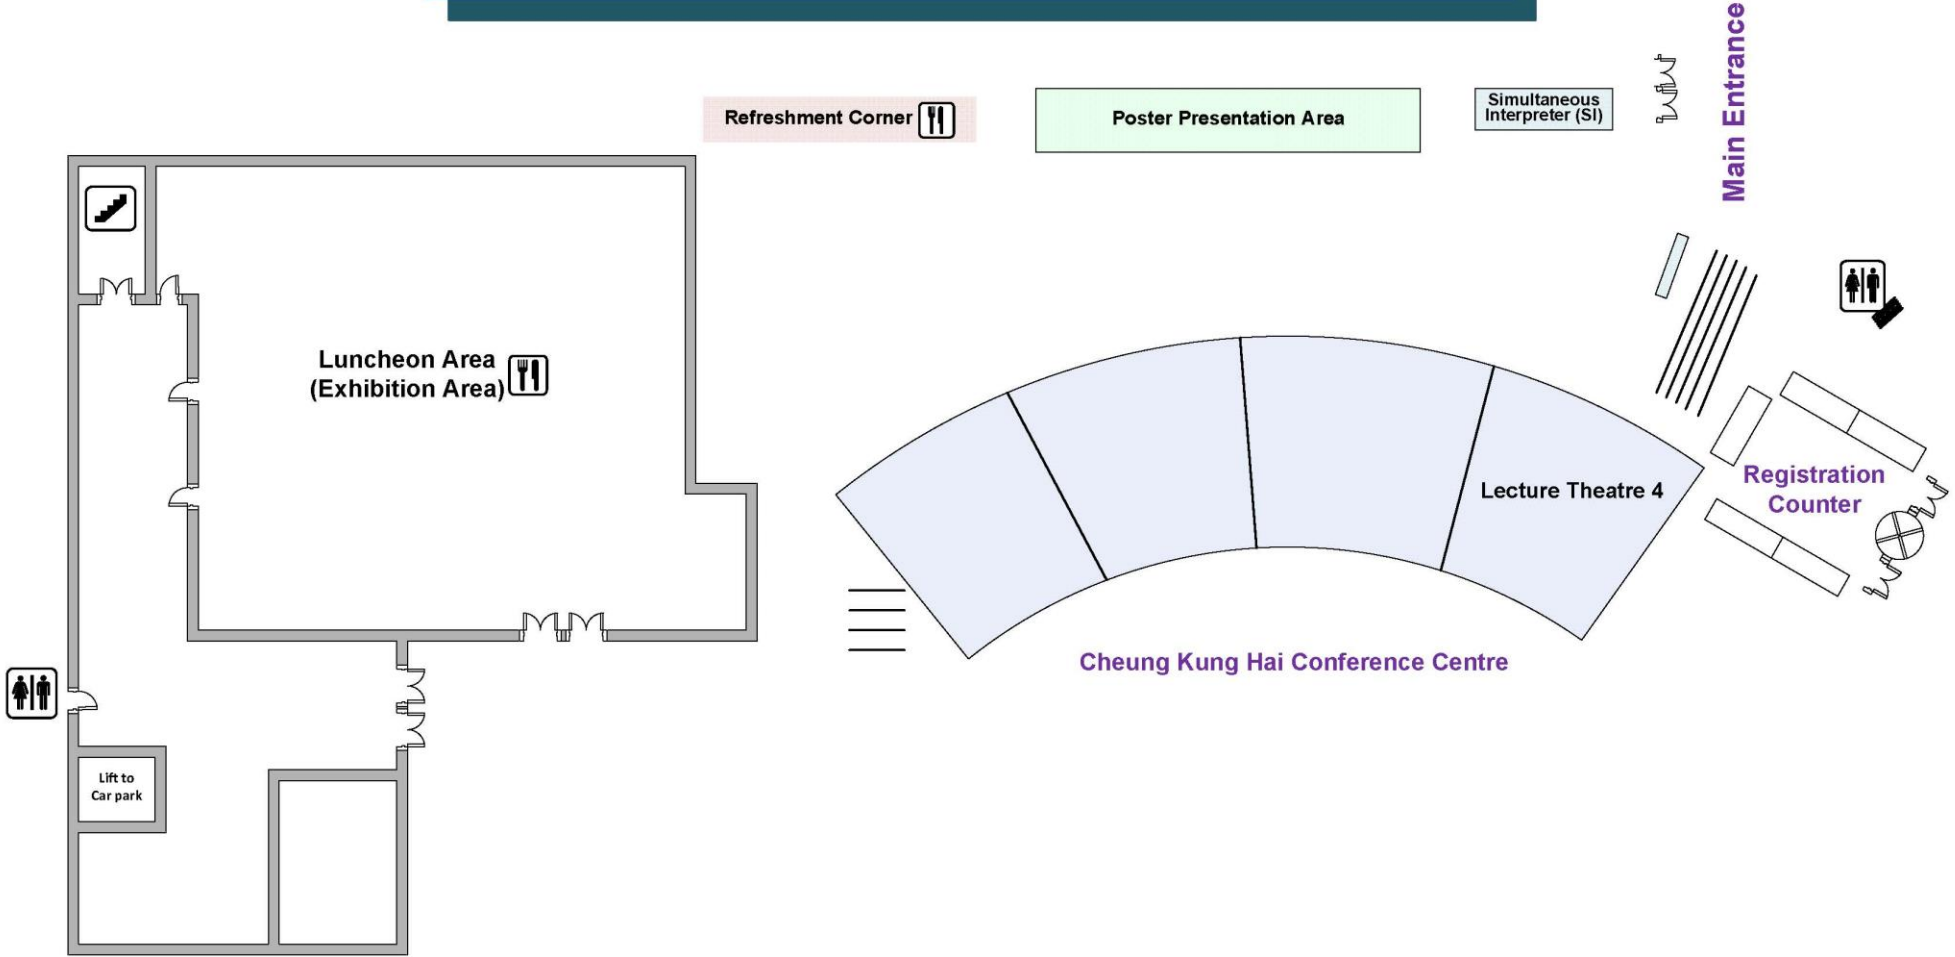 Main Entrance
Refreshment Corner
Poster Presentation Area
Simultaneous
Interpreter (SI)
Luncheon Area
(Exhibition Area)
Lecture Theatre 4
Registration
Counter
Cheung Kung Hai Conference Centre
Lift to
Car park